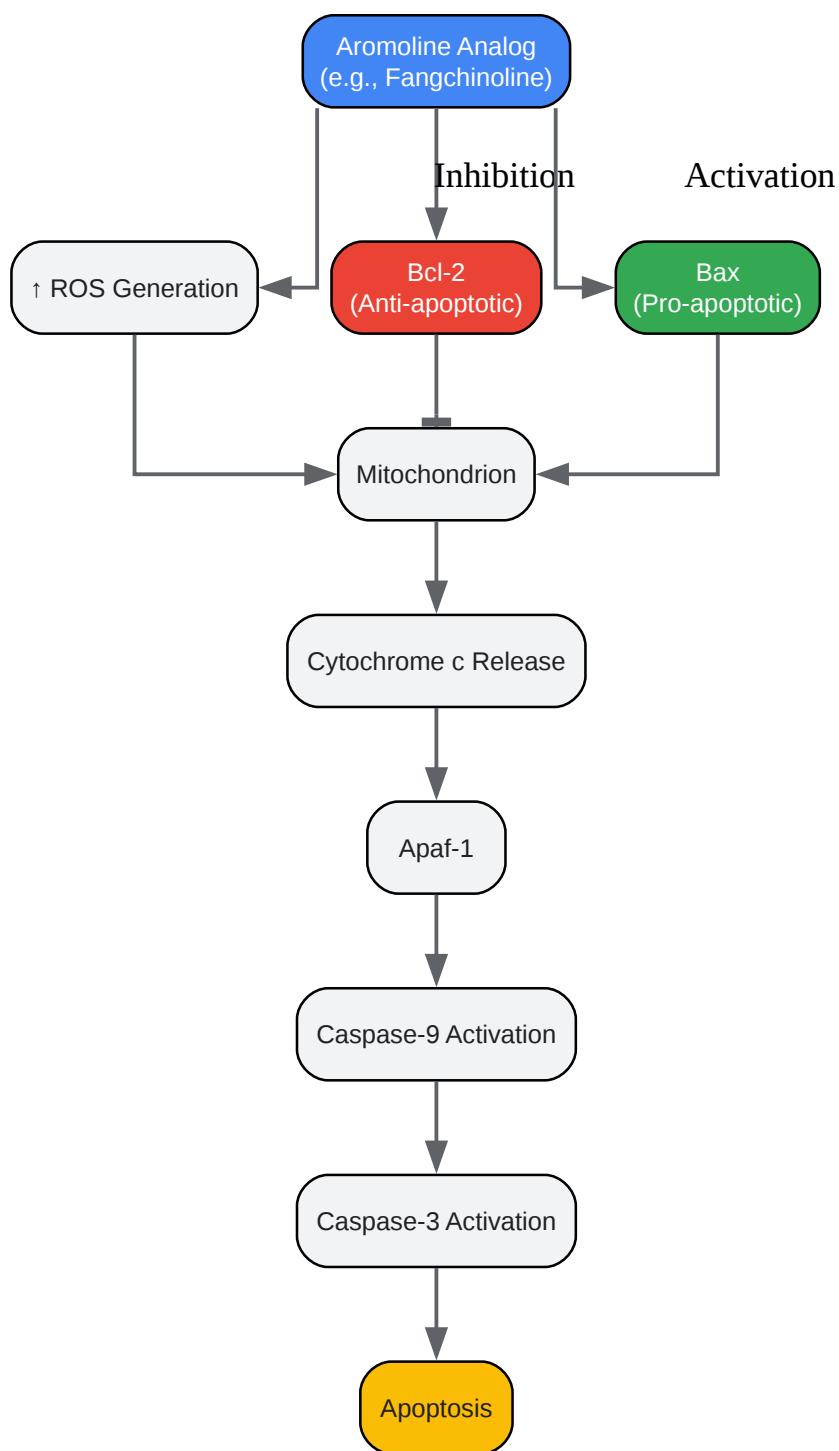 Aromoline Analog
(e.g., Fangchinoline)
Inhibition
Activation
↑ ROS Generation
Bcl-2
(Anti-apoptotic)
Bax
(Pro-apoptotic)
Mitochondrion
Cytochrome c Release
Apaf-1
Caspase-9 Activation
Caspase-3 Activation
Apoptosis